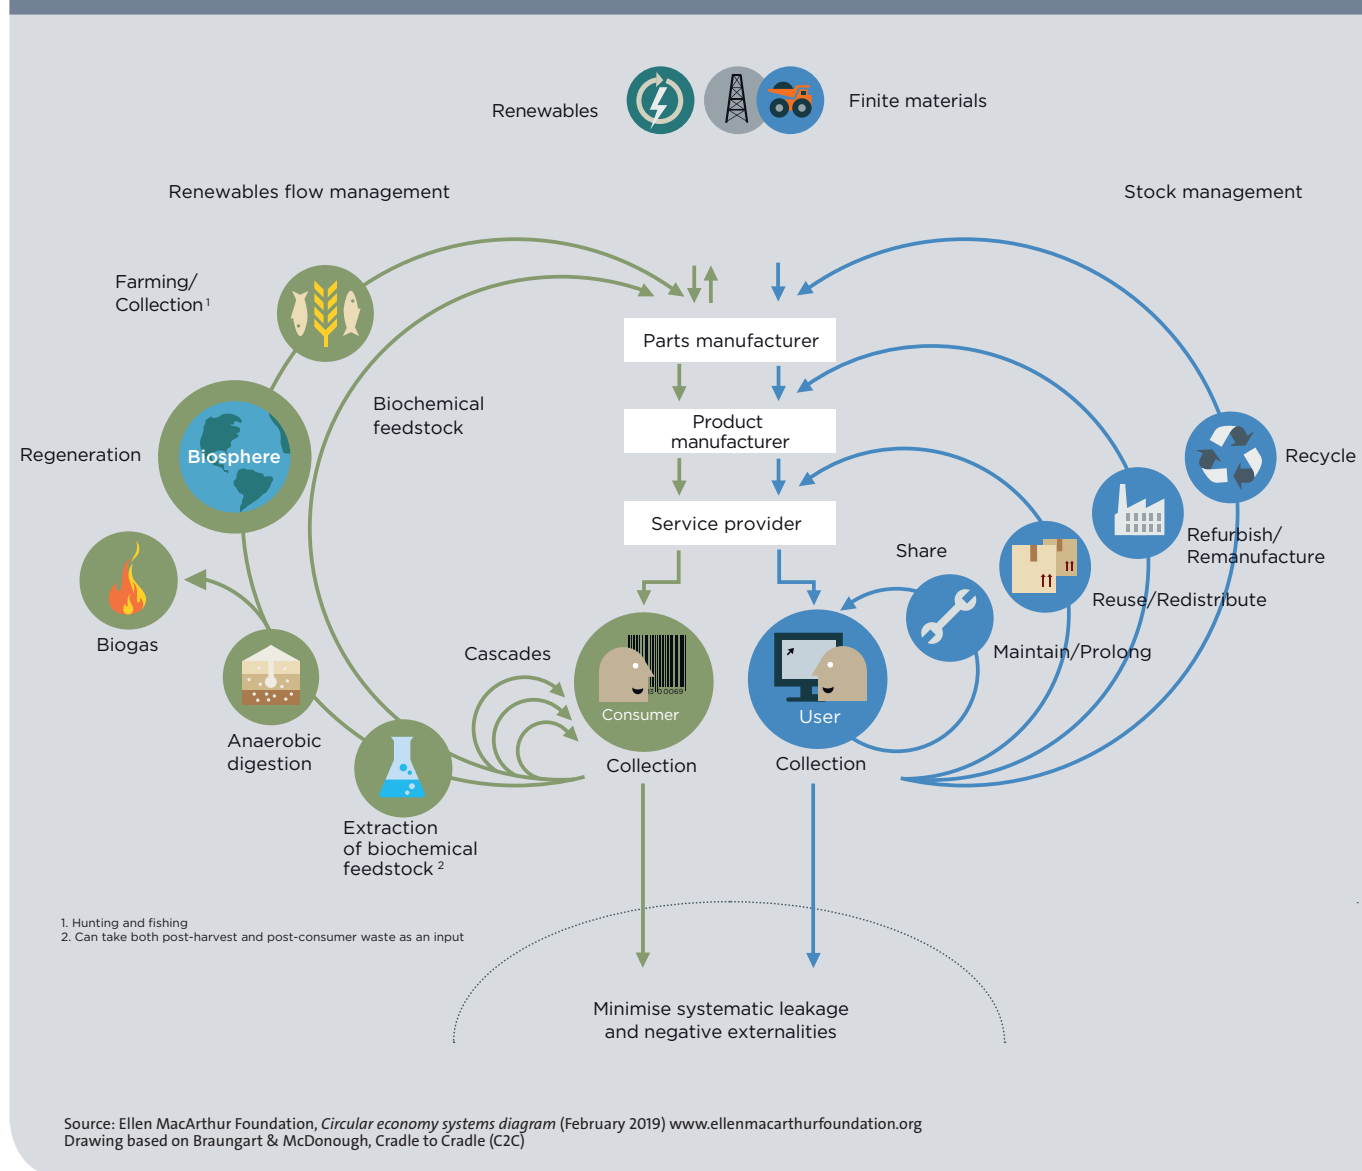 Renewables
Finite materials
Renewables flow management
Stock management
Farming/
Collection 1
Parts manufacturer
Biochemical
feedstock
Product
manufacturer
Regeneration
Biosphere
Recycle
Service provider
Refurbish/
Remanufacture
Share
Reuse/Redistribute
Biogas
Cascades
Maintain/Prolong
Consumer
User
Anaerobic
digestion
Collection
Collection
Extraction
of biochemical
feedstock 2
1. Hunting and fishing
2. Can take both post-harvest and post-consumer waste as an input
Minimise systematic leakage
and negative externalities
Source: Ellen MacArthur Foundation, Circular economy systems diagram (February 2019) www.ellenmacarthurfoundation.org
Drawing based on Braungart & McDonough, Cradle to Cradle (C2C)